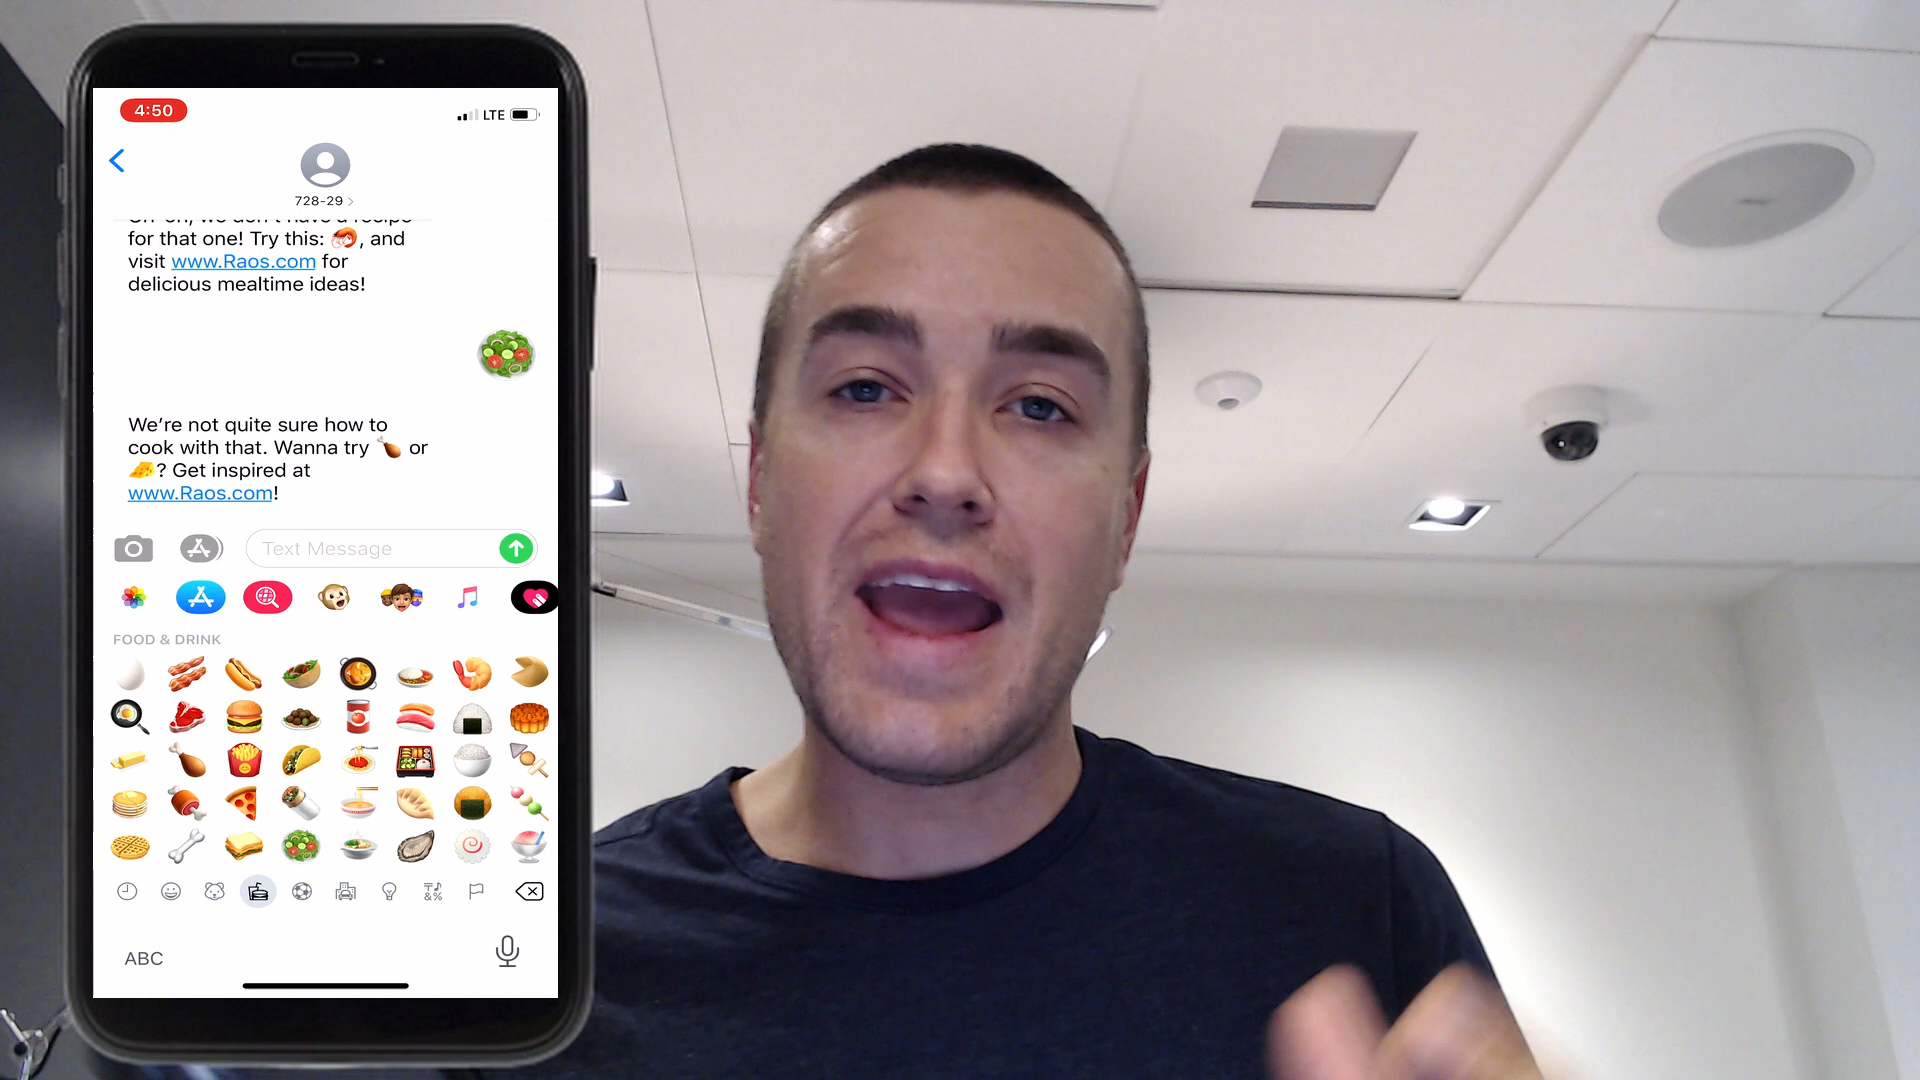 4:50
LTE
728-29
for that one! Try this: 🦐, and
visit www.Raos.com for
delicious mealtime ideas!
We're not quite sure how to
cook with that. Wanna try 🍗 or
🧀? Get inspired at
www.Raos.com!
Text Message
FOOD & DRINK
ABC